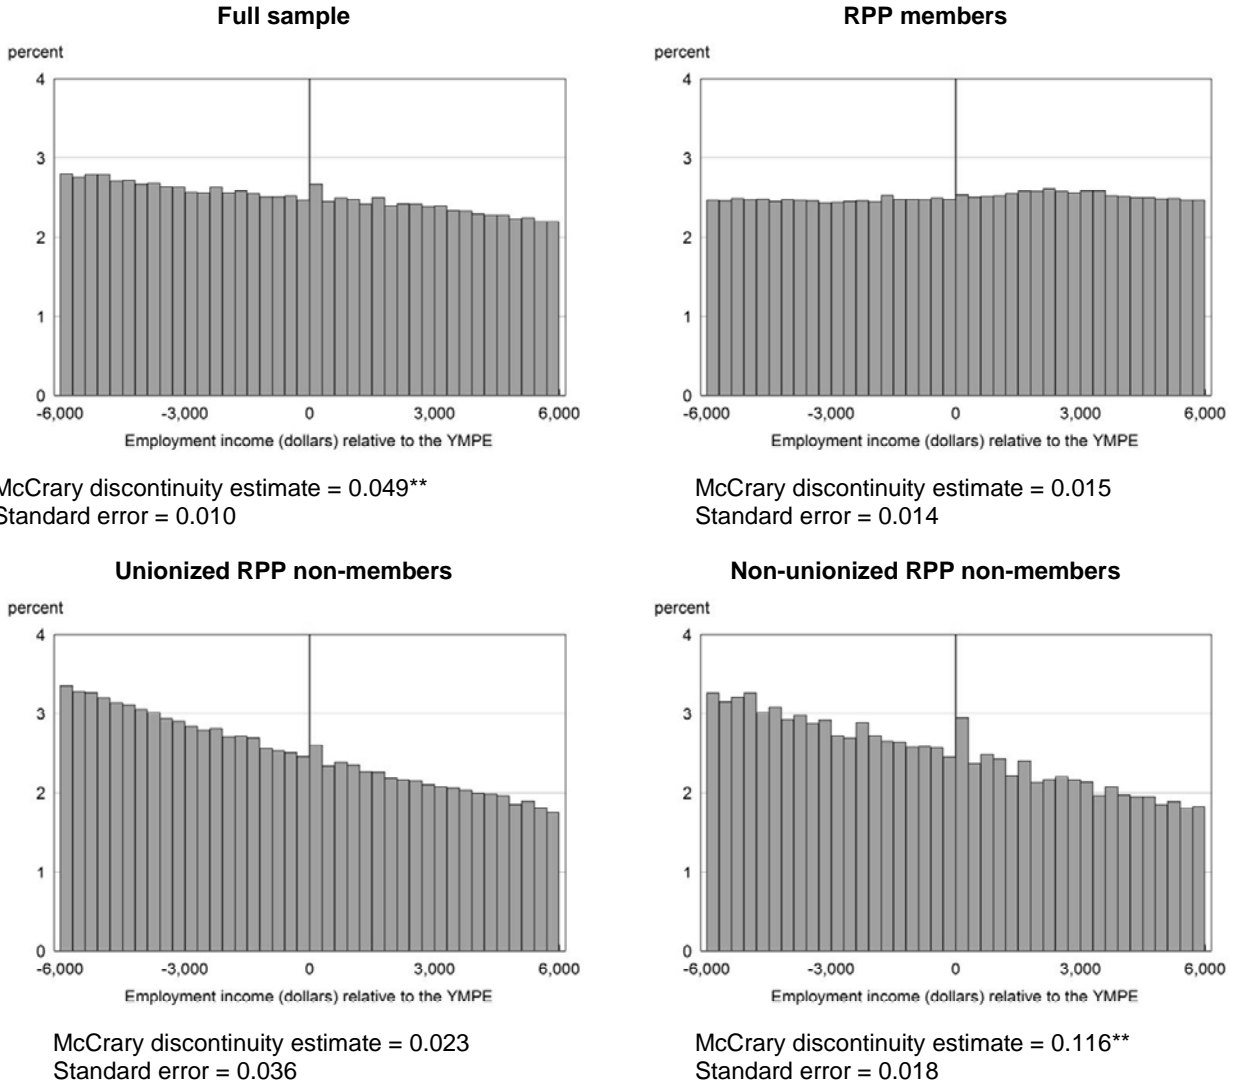 Full sample
percent
4
3
2
1
0
-6,000 -3,000 0 3,000 6,000
Employment income (dollars) relative to the YMPE
McCrary discontinuity estimate = 0.049**
Standard error = 0.010
RPP members
percent
4
3
2
1
0
-6,000 -3,000 0 3,000 6,000
Employment income (dollars) relative to the YMPE
McCrary discontinuity estimate = 0.015
Standard error = 0.014
Unionized RPP non-members
percent
4
3
2
1
0
-6,000 -3,000 0 3,000 6,000
Employment income (dollars) relative to the YMPE
McCrary discontinuity estimate = 0.023
Standard error = 0.036
Non-unionized RPP non-members
percent
4
3
2
1
0
-6,000 -3,000 0 3,000 6,000
Employment income (dollars) relative to the YMPE
McCrary discontinuity estimate = 0.116**
Standard error = 0.018